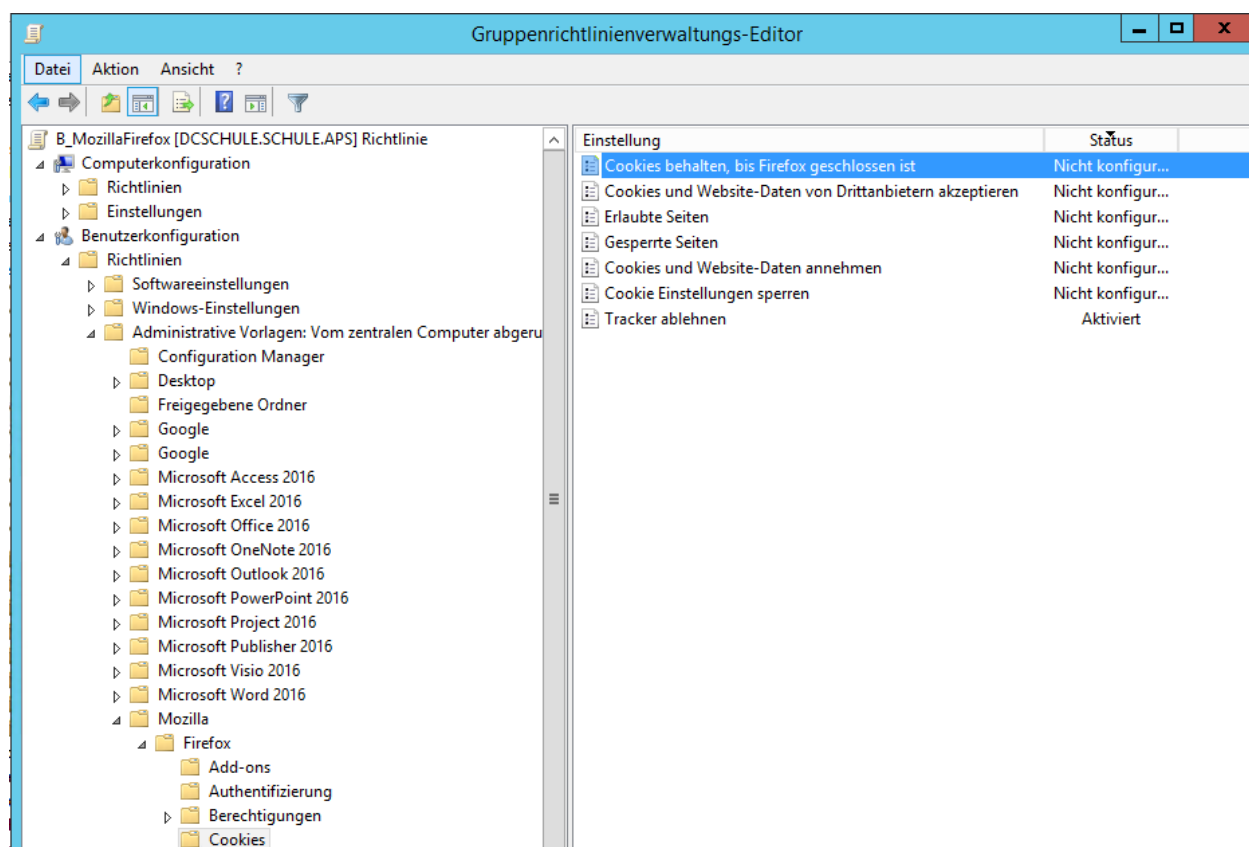 Gruppenrichtlinienverwaltungs-Editor
Datei Aktion Ansicht ?
B_MozillaFirefox [DCSCHULE.SCHULE.APS] Richtlinie
Computerkonfiguration
Richtlinien
Einstellungen
Benutzerkonfiguration
Richtlinien
Softwareeinstellungen
Windows-Einstellungen
Administrative Vorlagen: Vom zentralen Computer abgeru
Configuration Manager
Desktop
Freigegebene Ordner
Google
Google
Microsoft Access 2016
Microsoft Excel 2016
Microsoft Office 2016
Microsoft OneNote 2016
Microsoft Outlook 2016
Microsoft PowerPoint 2016
Microsoft Project 2016
Microsoft Publisher 2016
Microsoft Visio 2016
Microsoft Word 2016
Mozilla
Firefox
Add-ons
Authentifizierung
Berechtigungen
Cookies
Einstellung Status
Cookies behalten, bis Firefox geschlossen ist Nicht konfigur...
Cookies und Website-Daten von Drittanbietern akzeptieren Nicht konfigur...
Erlaubte Seiten Nicht konfigur...
Gesperrte Seiten Nicht konfigur...
Cookies und Website-Daten annehmen Nicht konfigur...
Cookie Einstellungen sperren Nicht konfigur...
Tracker ablehnen Aktiviert